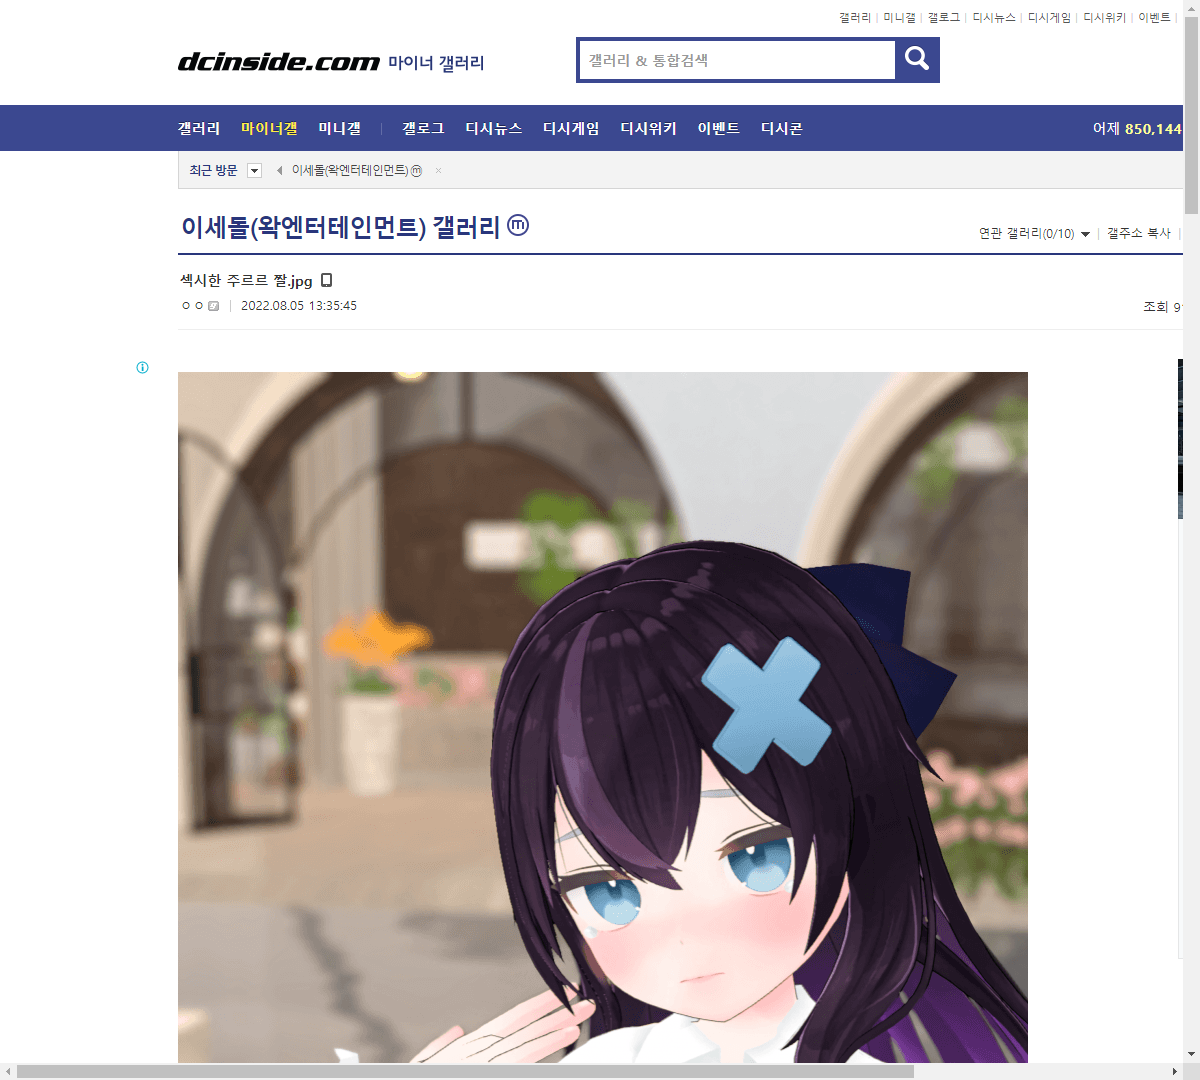 갤러리 | 미니갤 | 갤로그 | 디시뉴스 | 디시게임 | 디시위키 | 이벤트 |
dcinside.com 마이너 갤러리
갤러리 & 통합검색
갤러리 마이너갤 미니갤 | 갤로그 디시뉴스 디시게임 디시위키 이벤트 디시콘
어제 850,144
최근 방문 이세돌(왁엔터테인먼트)ⓜ ×
이세돌(왁엔터테인먼트) 갤러리 ⓜ
연관 갤러리(0/10) | 갤주소 복사 |
섹시한 주르르 짤.jpg
ㅇㅇ | 2022.08.05 13:35:45
조회